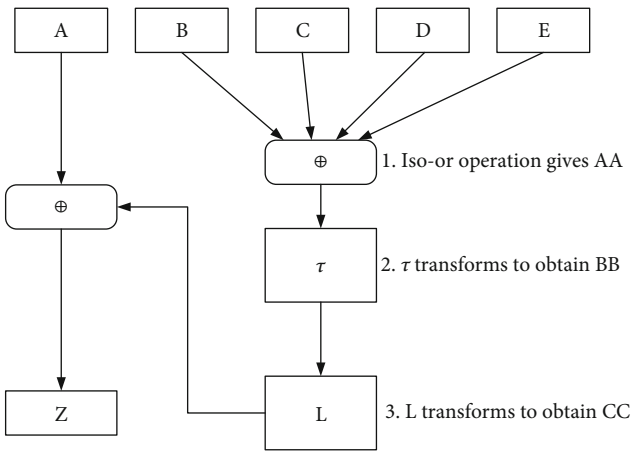 A B C D E
⊕ 1. Iso-or operation gives AA
⊕
τ 2. τ transforms to obtain BB
Z L 3. L transforms to obtain CC